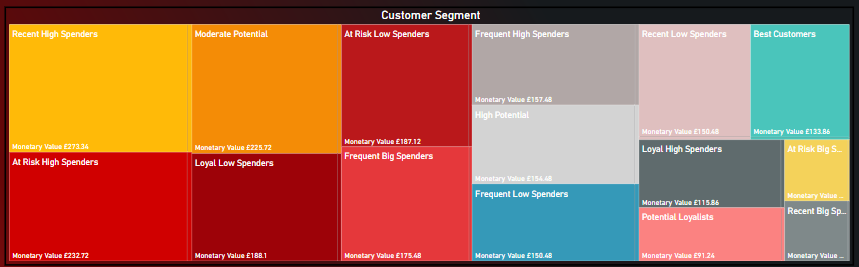 Customer Segment
Recent High Spenders
Monetary Value £273.34
At Risk High Spenders
Monetary Value £232.72
Moderate Potential
Monetary Value £225.72
Loyal Low Spenders
Monetary Value £188.1
At Risk Low Spenders
Monetary Value £187.12
Frequent Big Spenders
Monetary Value £175.48
Frequent High Spenders
Monetary Value £157.48
High Potential
Monetary Value £154.48
Frequent Low Spenders
Monetary Value £150.48
Recent Low Spenders
Monetary Value £150.48
Best Customers
Monetary Value £133.86
Loyal High Spenders
Monetary Value £115.86
Potential Loyalists
Monetary Value £91.24
At Risk Big S...
Monetary Value ...
Recent Big Sp...
Monetary Value ...